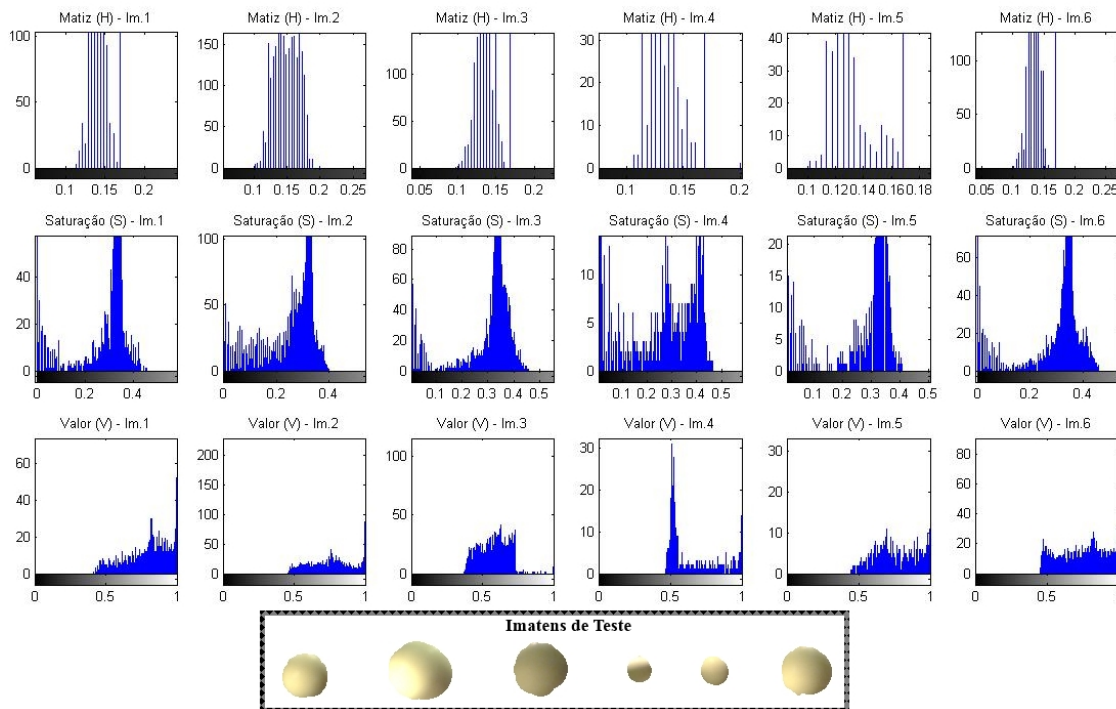 Matiz (H) - Im.1 Matiz (H) - Im.2 Matiz (H) - Im.3 Matiz (H) - Im.4 Matiz (H) - Im.5 Matiz (H) - Im.6
100 150 100 30 40 100
50 100 50 20 30 50
0 50 0 10 20 0
0 0 10
0
0.1 0.15 0.2 0.1 0.15 0.2 0.25 0.05 0.1 0.15 0.2 0.1 0.15 0.2 0.1 0.12 0.14 0.16 0.18 0.05 0.1 0.15 0.2 0.25
Saturação (S) - Im.1 Saturação (S) - Im.2 Saturação (S) - Im.3 Saturação (S) - Im.4 Saturação (S) - Im.5 Saturação (S) - Im.6
40 100 80 10 20 60
20 50 60 5 15 40
0 0 40 0 10 20
20 5 0
0 0
0 0.2 0.4 0 0.2 0.4 0 0.1 0.2 0.3 0.4 0.5 0.1 0.2 0.3 0.4 0.5 0 0.1 0.2 0.3 0.4 0.5 0 0.2 0.4
Valor (V) - Im.1 Valor (V) - Im.2 Valor (V) - Im.3 Valor (V) - Im.4 Valor (V) - Im.5 Valor (V) - Im.6
60 200 100 30 30 80
40 150 50 20 20 60
20 100 0 10 10 40
0 50 0 0 20
0 0
0 0.5 1 0 0.5 1 0 0.5 1 0 0.5 1 0 0.5 1 0 0.5 1
Imatens de Teste